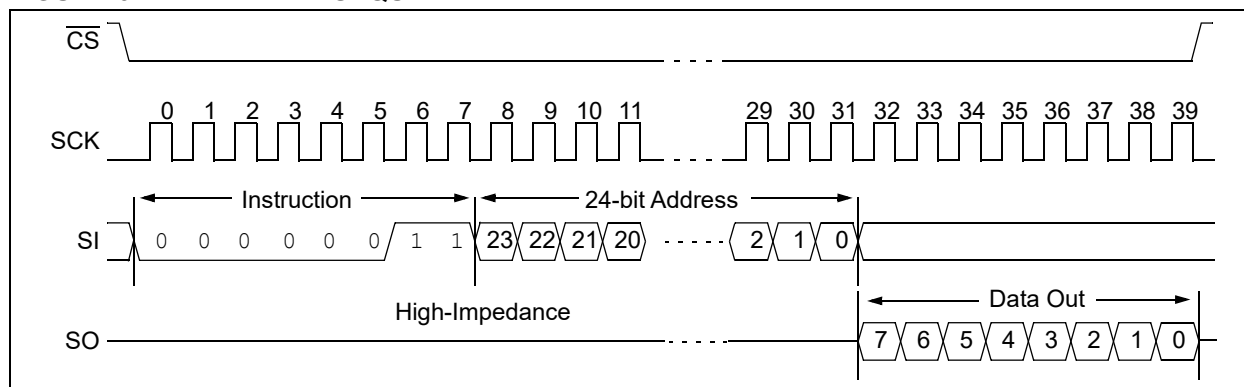 CS
0 1 2 3 4 5 6 7 8 9 10 11 29 30 31 32 33 34 35 36 37 38 39
SCK
Instruction 24-bit Address
SI 0 0 0 0 0 0 1 1 23 22 21 20 2 1 0
Data Out
High-Impedance
SO 7 6 5 4 3 2 1 0